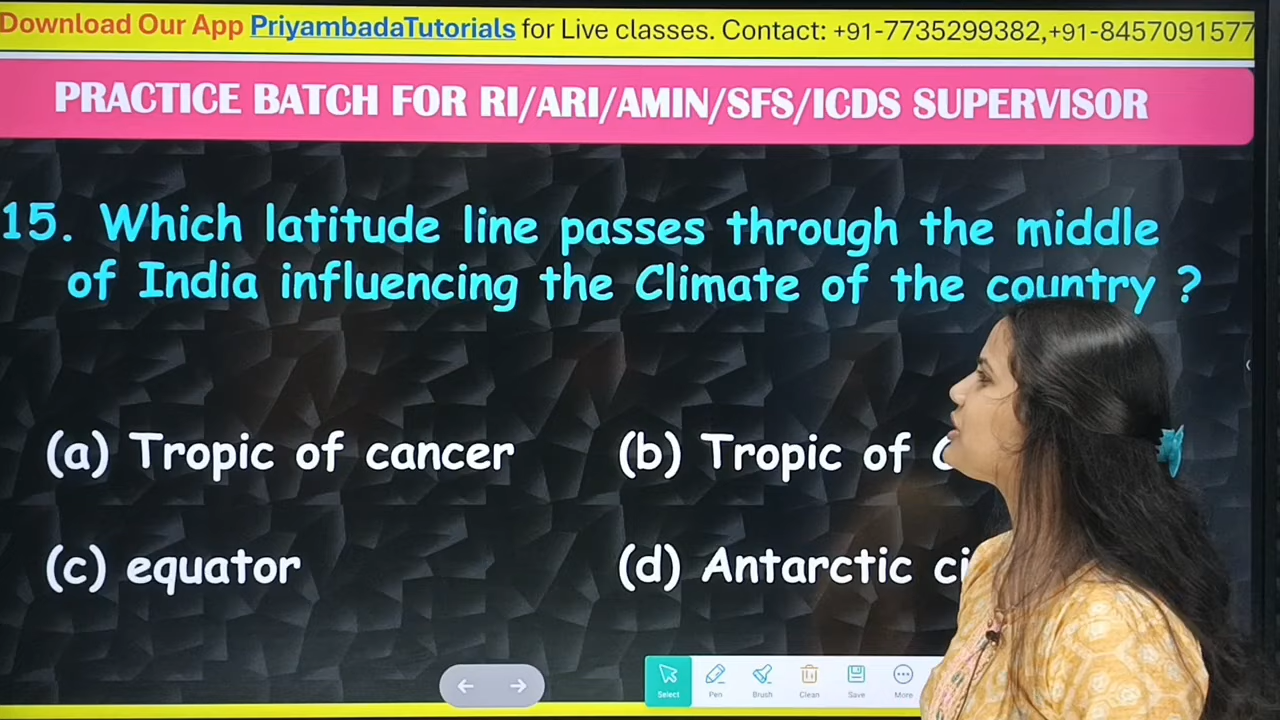 Download Our App PriyambadaTutorials for Live classes. Contact: +91-7735299382,+91-8457091577
PRACTICE BATCH FOR RI/ARI/AMIN/SFS/ICDS SUPERVISOR
15. Which latitude line passes through the middle
of India influencing the Climate of the country ?
(a) Tropic of cancer
(b) Tropic of
(c) equator
(d) Antarctic
Select
Pen
Brush
Clean
Save
More